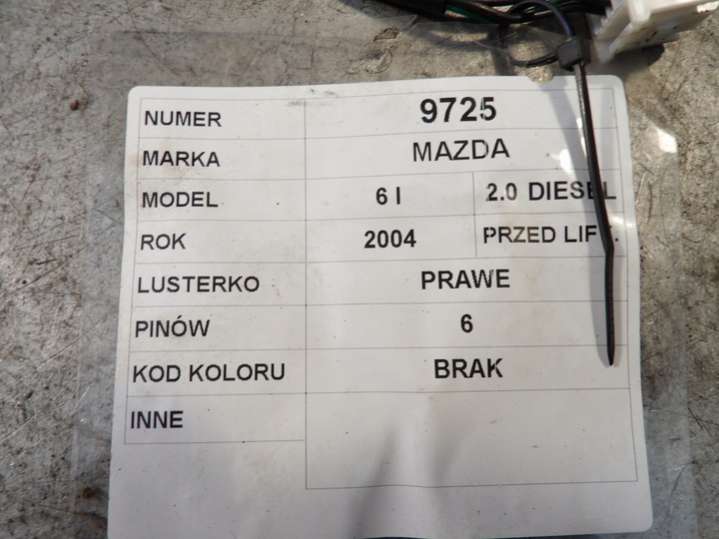 NUMER 9725
MARKA MAZDA
MODEL 6 I 2.0 DIESEL
ROK 2004 PRZED LIFT.
LUSTERKO PRAWE
PINÓW 6
KOD KOLORU BRAK
INNE